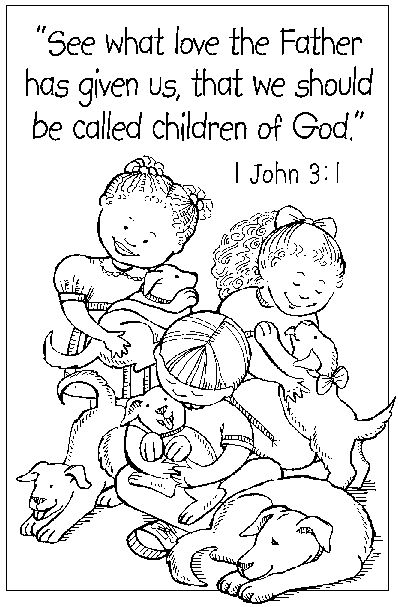 "See what love the Father
has given us, that we should
be called children of God."
1 John 3:1